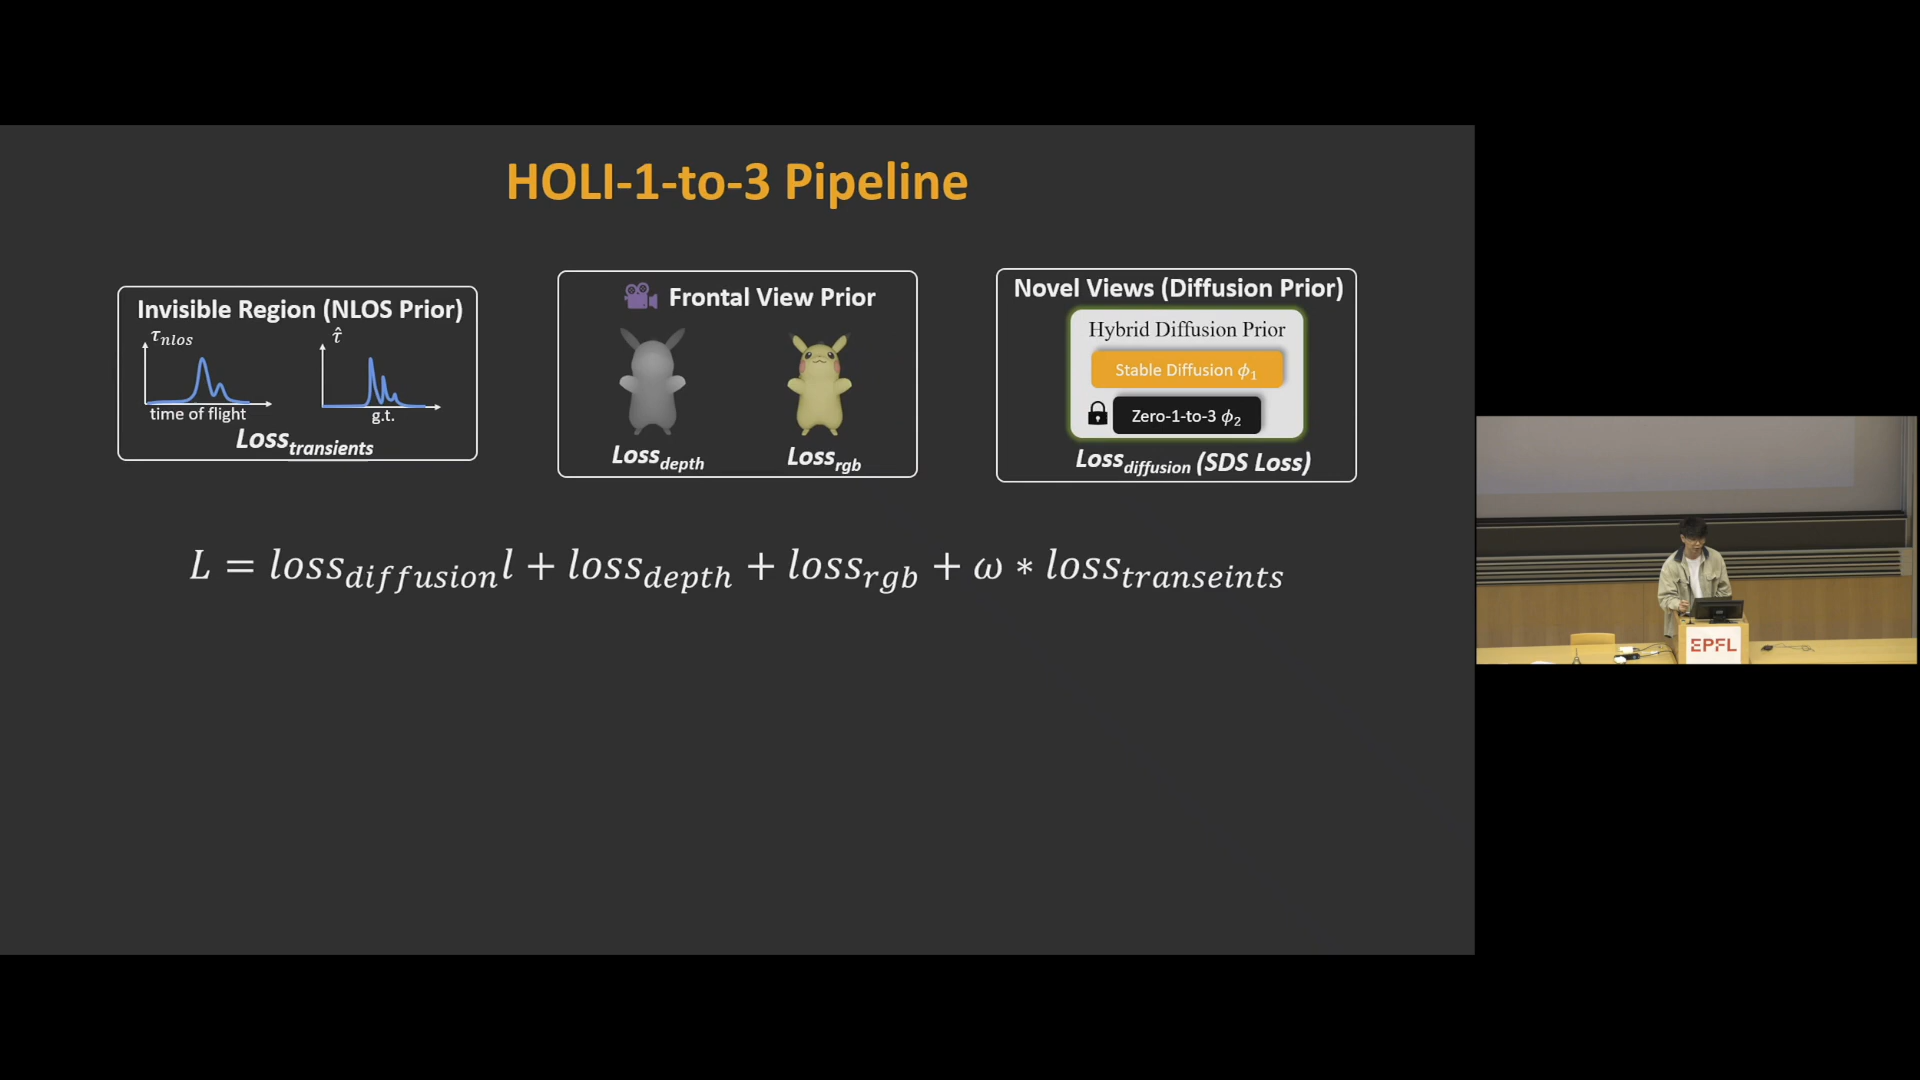 HOLI-1-to-3 Pipeline
Invisible Region (NLOS Prior)
τnlos
τ̂
time of flight
g.t.
Losstransients
Frontal View Prior
Lossdepth
Lossrgb
Novel Views (Diffusion Prior)
Hybrid Diffusion Prior
Stable Diffusion ϕ1
Zero-1-to-3 ϕ2
Lossdiffusion (SDS Loss)
L = lossdiffusionl + lossdepth + lossrgb + ω * losstranseints
EPFL